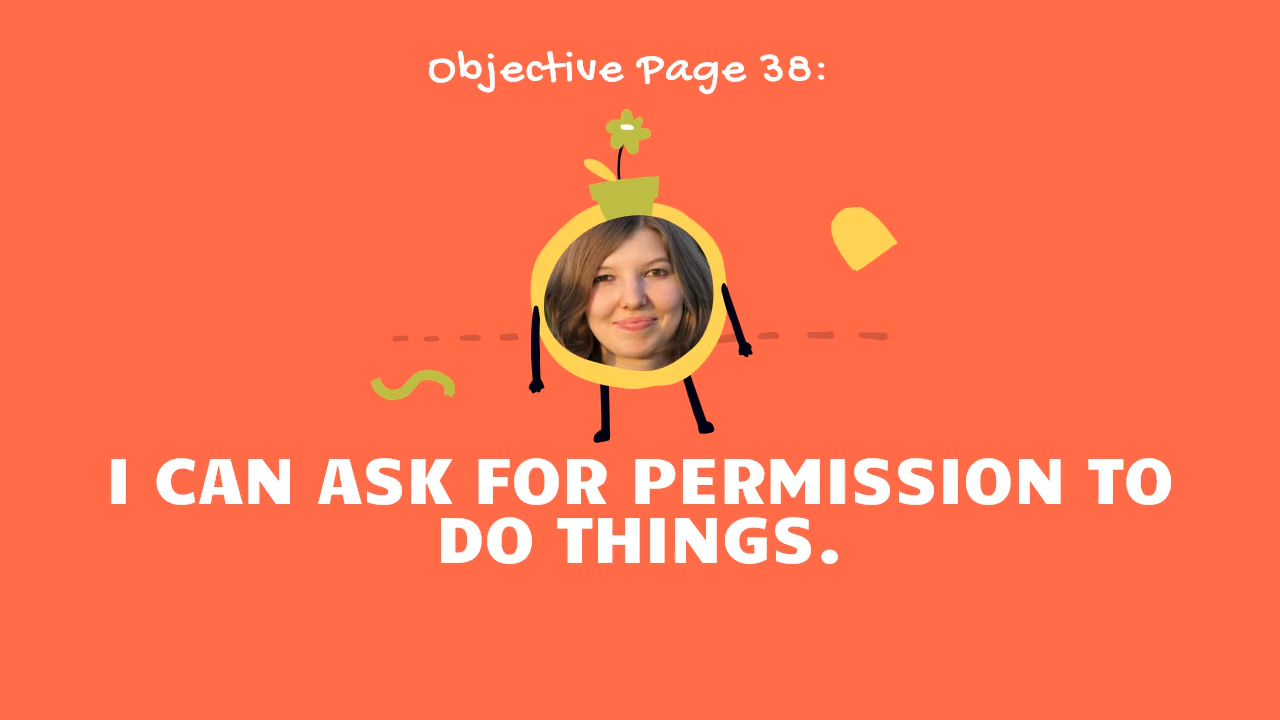 Objective Page 38:
I CAN ASK FOR PERMISSION TO
DO THINGS.